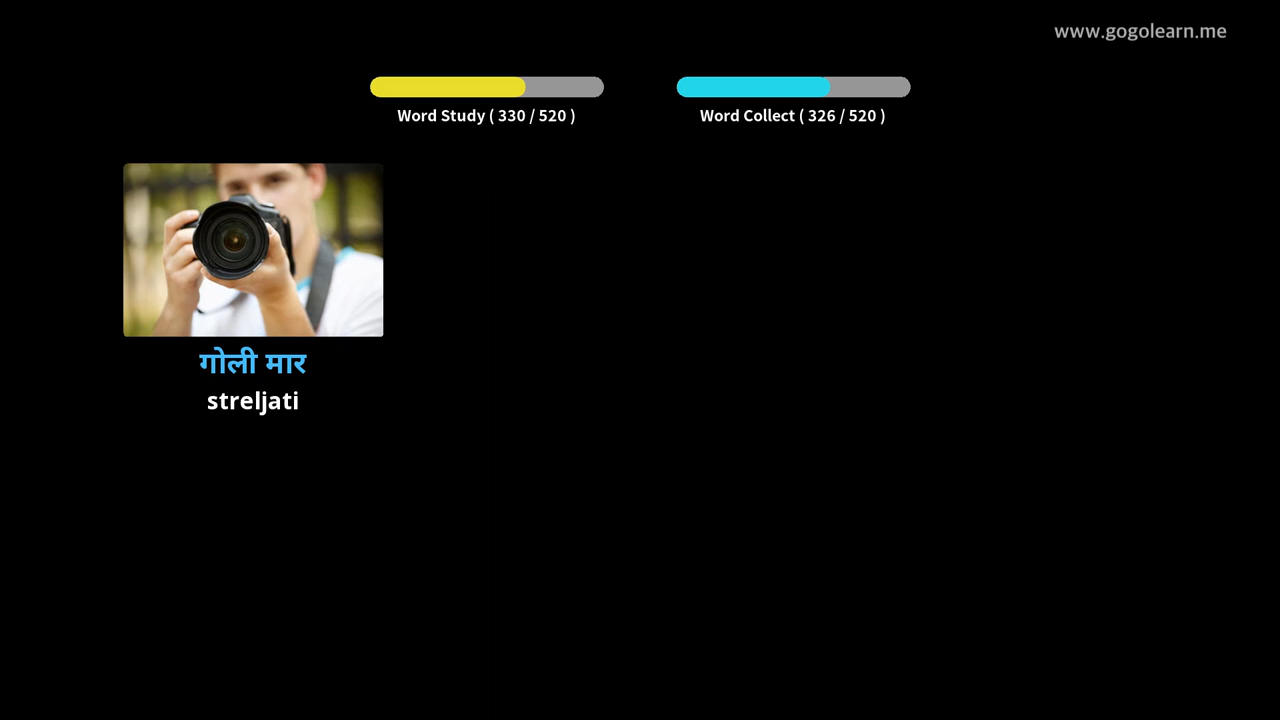 www.gogolearn.me
Word Study ( 330 / 520 )
Word Collect ( 326 / 520 )
गोली मार
streljati